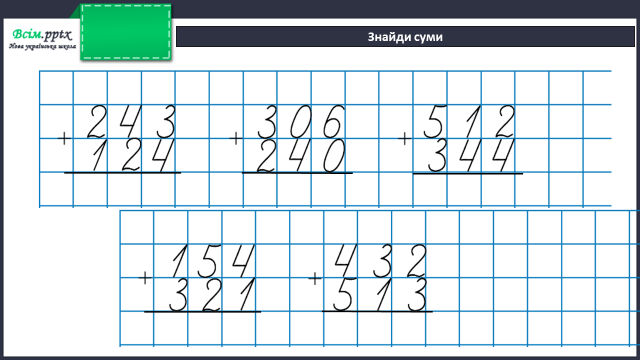 Всім.pptx
Нова українська школа
Знайди суми
243 306 512
+ + +
124 240 344
154 432
+ +
321 513